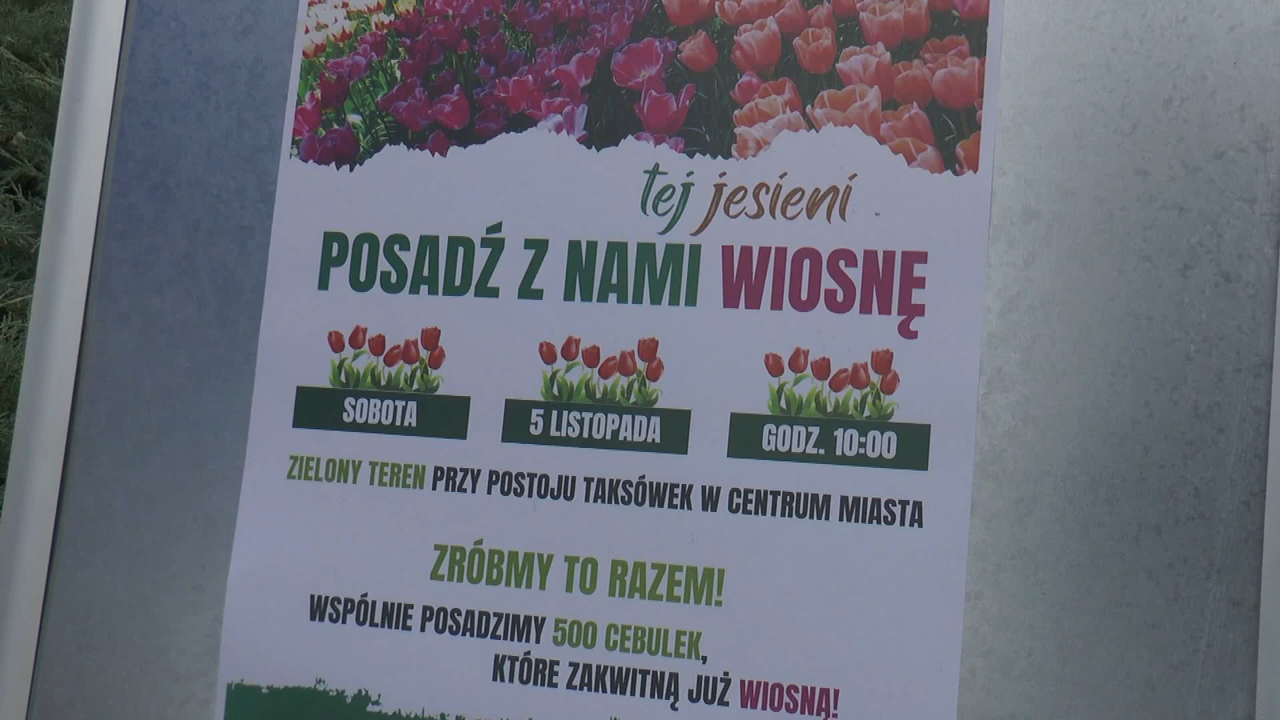 tej jesieni
POSADŹ Z NAMI WIOSNĘ
SOBOTA
5 LISTOPADA
GODZ. 10:00
ZIELONY TEREN PRZY POSTOJU TAKSÓWEK W CENTRUM MIASTA
ZRÓBMY TO RAZEM!
WSPÓLNIE POSADZIMY 500 CEBULEK,
KTÓRE ZAKWITNĄ JUŻ WIOSNĄ!